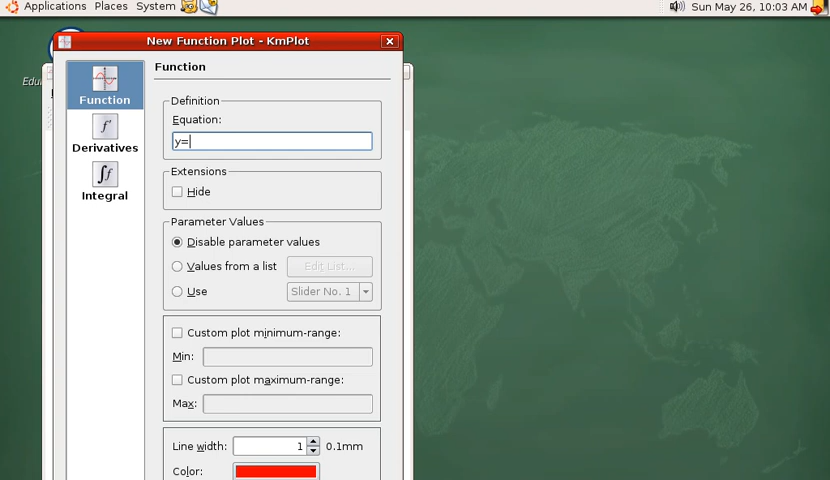 Applications Places System
Sun May 26, 10:03 AM
New Function Plot - KmPlot
Edu
Function
Derivatives
Integral
Function
Definition
Equation:
y=
Extensions
Hide
Parameter Values
Disable parameter values
Values from a list
Edit List...
Use
Slider No. 1
Custom plot minimum-range:
Min:
Custom plot maximum-range:
Max:
Line width:
1
0.1mm
Color: